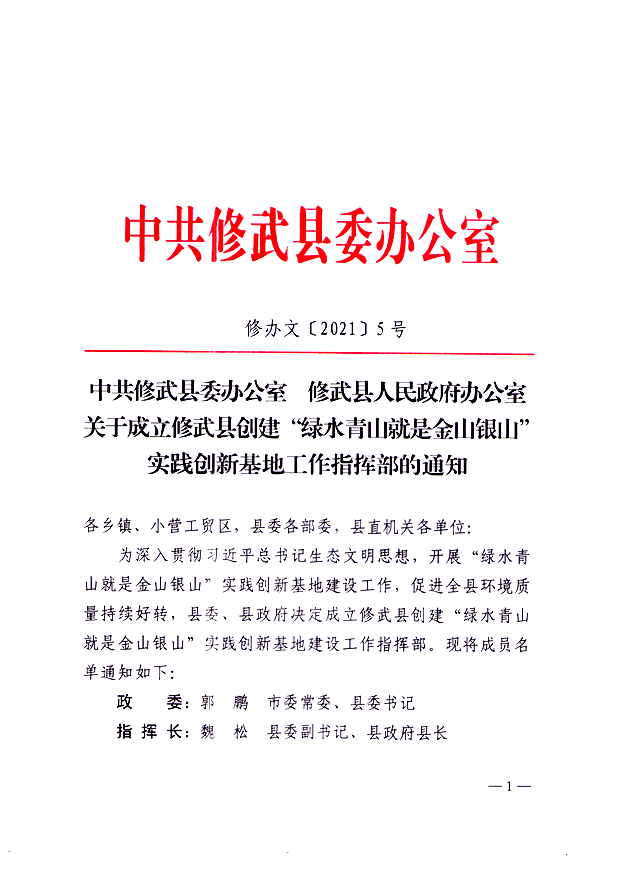 中共修武县委办公室
修办文〔2021〕5号
中共修武县委办公室　修武县人民政府办公室
关于成立修武县创建“绿水青山就是金山银山”
实践创新基地工作指挥部的通知
各乡镇、小营工贸区，县委各部委，县直机关各单位：
为深入贯彻习近平总书记生态文明思想，开展“绿水青
山就是金山银山”实践创新基地建设工作，促进全县环境质
量持续好转，县委、县政府决定成立修武县创建“绿水青山
就是金山银山”实践创新基地建设工作指挥部。现将成员名
单通知如下：
政　　委：郭　鹏　市委常委、县委书记
指 挥 长：魏　松　县委副书记、县政府县长
— 1 —